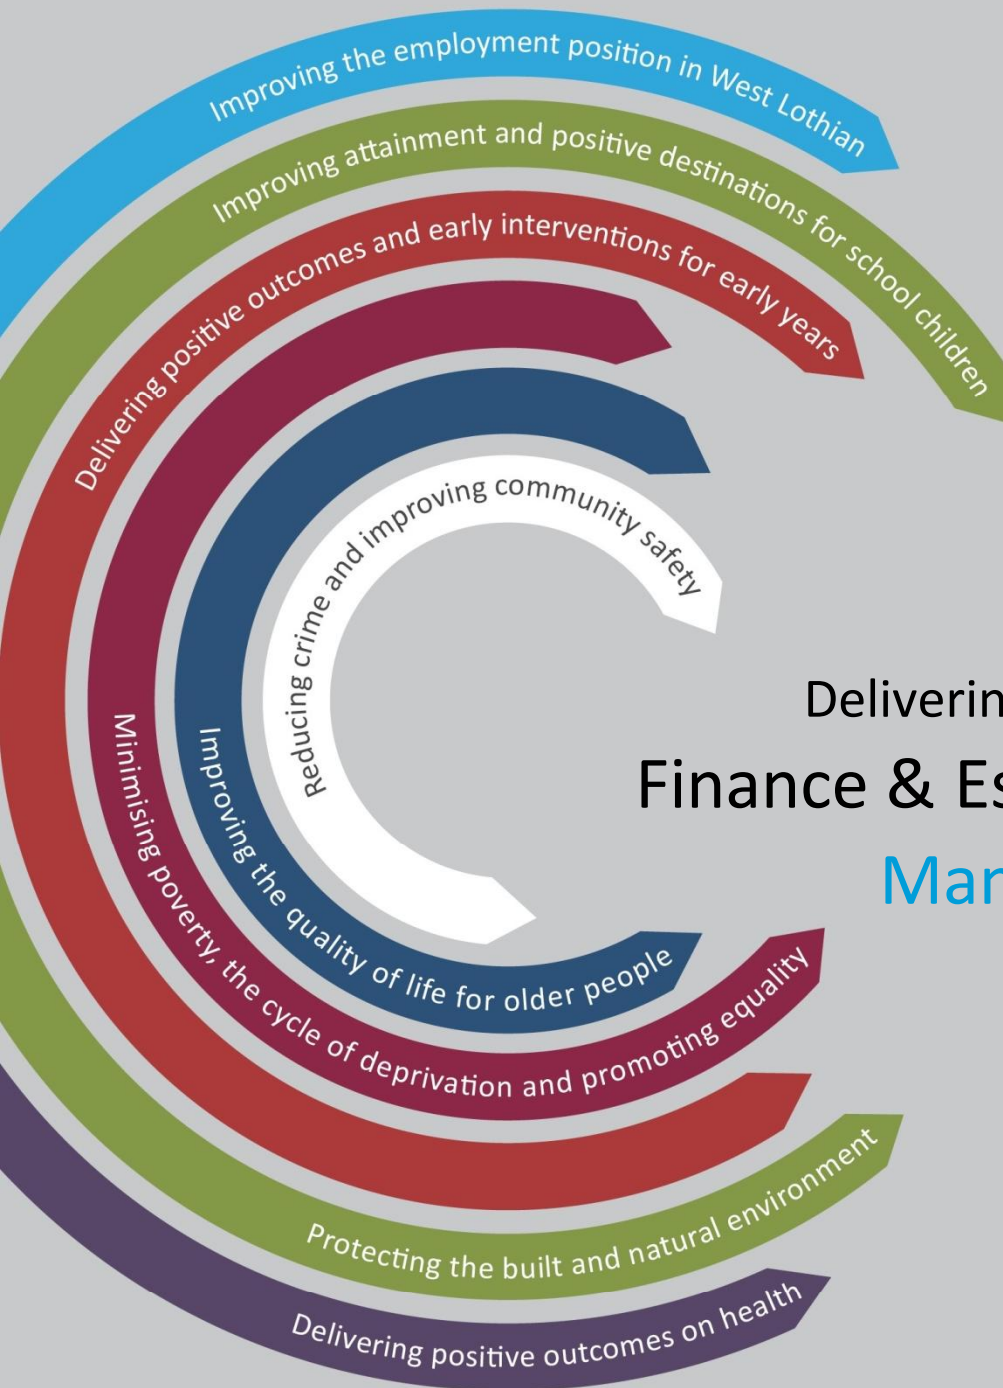 Improving the employment position in West Lothian
Improving attainment and positive destinations for school children
Delivering positive outcomes and early interventions for early years
Reducing crime and improving community safety
Improving the quality of life for older people
Minimising poverty, the cycle of deprivation and promoting equality
Protecting the built and natural environment
Delivering positive outcomes on health
Deliverin
Finance & Es
Man